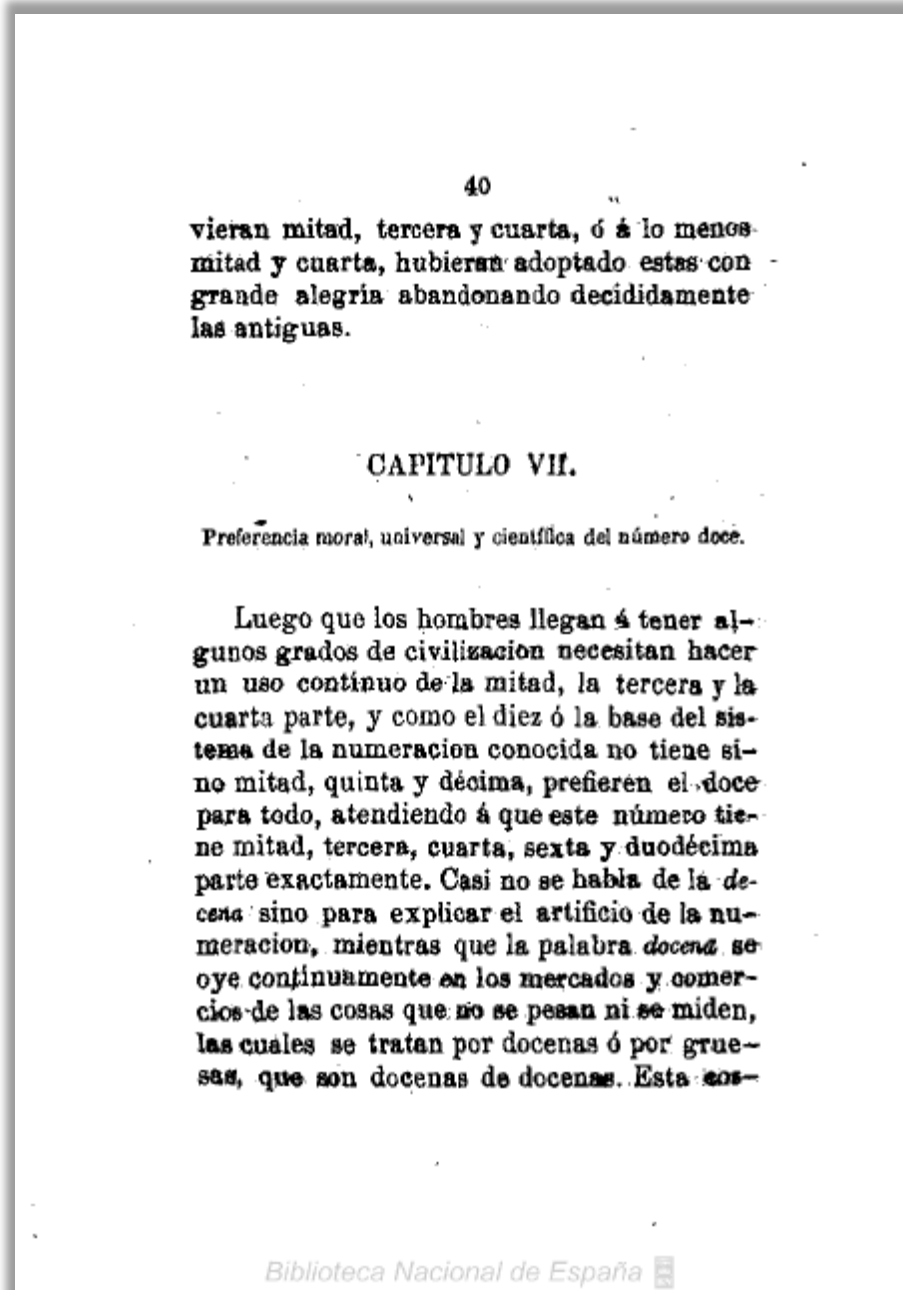 40
vieran mitad, tercera y cuarta, ó á lo menos
mitad y cuarta, hubieran adoptado estas con
grande alegría abandonando decididamente
las antiguas.
CAPITULO VII.
Preferencia moral, universal y científica del número doce.
Luego que los hombres llegan á tener al-
gunos grados de civilizacion necesitan hacer
un uso contínuo de la mitad, la tercera y la
cuarta parte, y como el diez ó la base del sis-
tema de la numeracion conocida no tiene si-
no mitad, quinta y décima, prefieren el doce
para todo, atendiendo á que este número tie-
ne mitad, tercera, cuarta, sexta y duodécima
parte exactamente. Casi no se habla de la de-
cena sino para explicar el artificio de la nu-
meracion, mientras que la palabra docena se
oye continuamente en los mercados y comer-
cios de las cosas que no se pesan ni se miden,
las cuales se tratan por docenas ó por grue-
sas, que son docenas de docenas. Esta cos-
Biblioteca Nacional de España